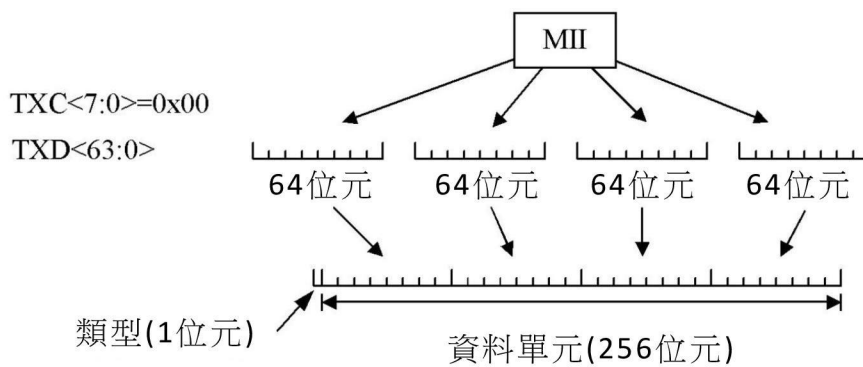 MII
TXC<7:0>=0x00
TXD<63:0>
64位元 64位元 64位元 64位元
類型(1位元)
資料單元(256位元)